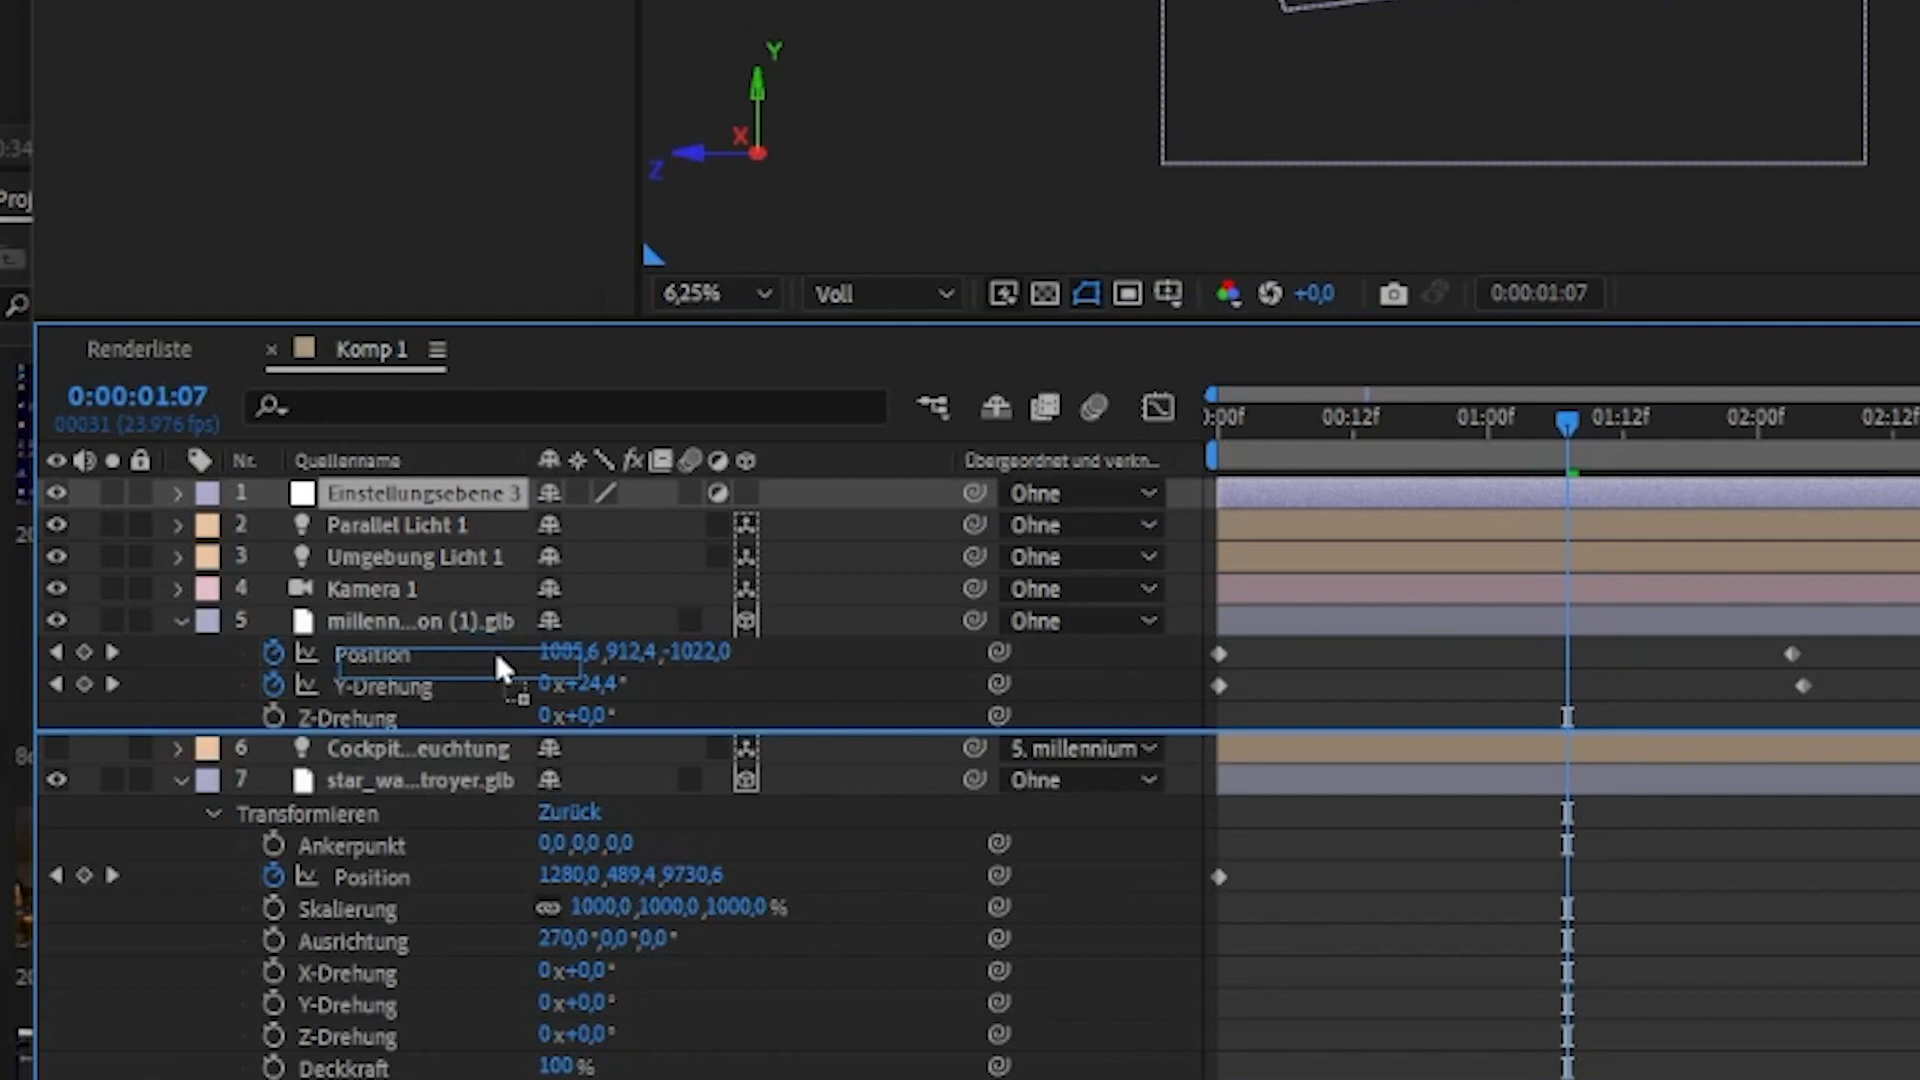 Y
X
Z
0:34
Proj
6,25% Voll +0,0 0:00:01:07
Renderliste × Komp 1
0:00:01:07
00031 (23.976 fps)
0:00f 00:12f 01:00f 01:12f 02:00f 02:12f
Nr. Quellenname fx Übergeordnet und verkn...
1 Einstellungsebene 3 Ohne
2 Parallel Licht 1 Ohne
3 Umgebung Licht 1 Ohne
4 Kamera 1 Ohne
5 millenn...on (1).glb Ohne
Position 1085,6,912,4,-1022,0
Y-Drehung 0x+24,4°
Z-Drehung 0x+0,0°
6 Cockpit...euchtung 5. millennium
7 star_wa...troyer.glb Ohne
Transformieren Zurück
Ankerpunkt 0,0,0,0,0,0
Position 1280,0,489,4,9730,6
Skalierung 1000,0,1000,0,1000,0%
Ausrichtung 270,0°,0,0°,0,0°
X-Drehung 0x+0,0°
Y-Drehung 0x+0,0°
Z-Drehung 0x+0,0°
Deckkraft 100%